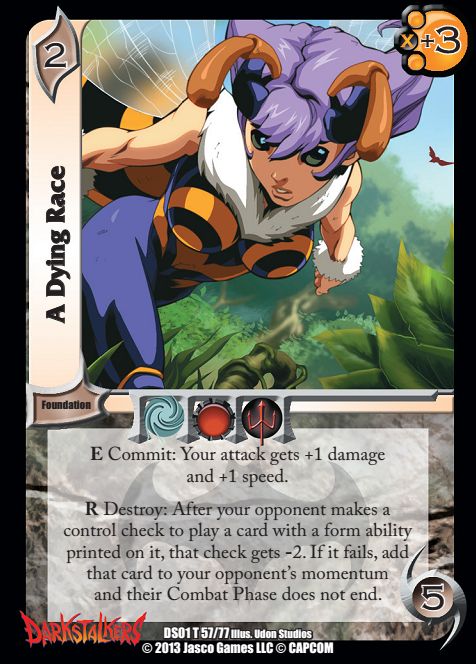 2
X +3
A Dying Race
Foundation
E Commit: Your attack gets +1 damage
and +1 speed.
R Destroy: After your opponent makes a
control check to play a card with a form ability
printed on it, that check gets -2. If it fails, add
that card to your opponent's momentum
and their Combat Phase does not end.
5
DARKSTALKERS
DS01 T 57/77 Illus. Udon Studios
© 2013 Jasco Games LLC © CAPCOM